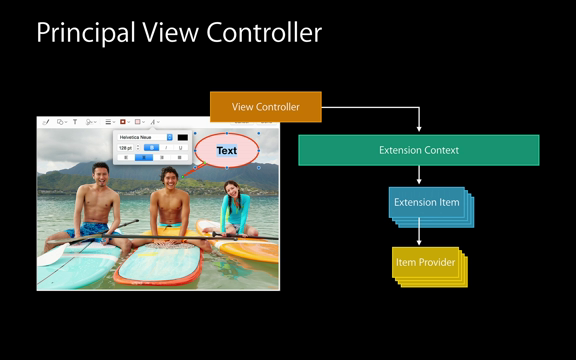 Principal View Controller
View Controller
T
A
Helvetica Neue
128 pt
B
I
U
Text
Extension Context
Extension Item
Item Provider